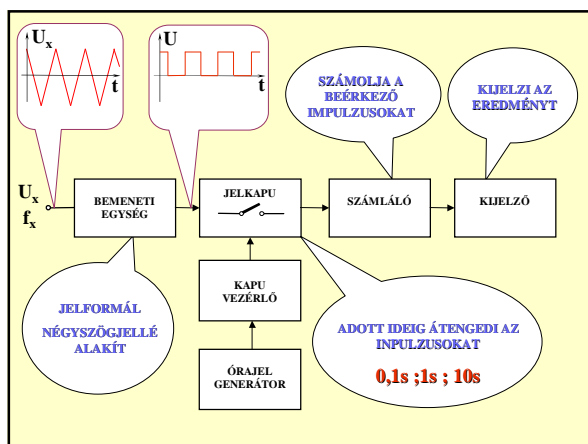 Uₓ
t
U
t
SZÁMOLJA A
BEÉRKEZŐ
IMPULZUSOKAT
KIJELZI AZ
EREDMÉNYT
Uₓ
fₓ
BEMENETI
EGYSÉG
JELKAPU
SZÁMLÁLÓ
KIJELZŐ
JELFORMÁL
NÉGYSZÖGJELLÉ
ALAKÍT
KAPU
VEZÉRLŐ
ADOTT IDEIG ÁTENGEDI AZ
INPULZUSOKAT
0,1s ;1s ; 10s
ÓRAJEL
GENERÁTOR